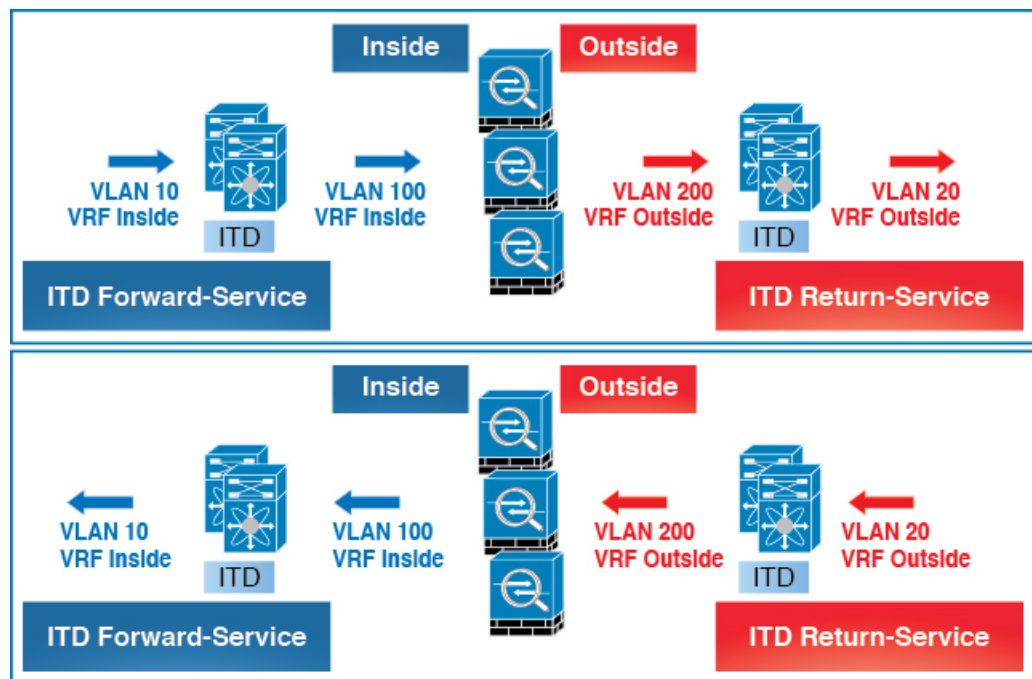 Inside
Outside
VLAN 10
VRF Inside
VLAN 100
VRF Inside
VLAN 200
VRF Outside
VLAN 20
VRF Outside
ITD
ITD
ITD Forward-Service
ITD Return-Service
Inside
Outside
VLAN 10
VRF Inside
VLAN 100
VRF Inside
VLAN 200
VRF Outside
VLAN 20
VRF Outside
ITD
ITD
ITD Forward-Service
ITD Return-Service